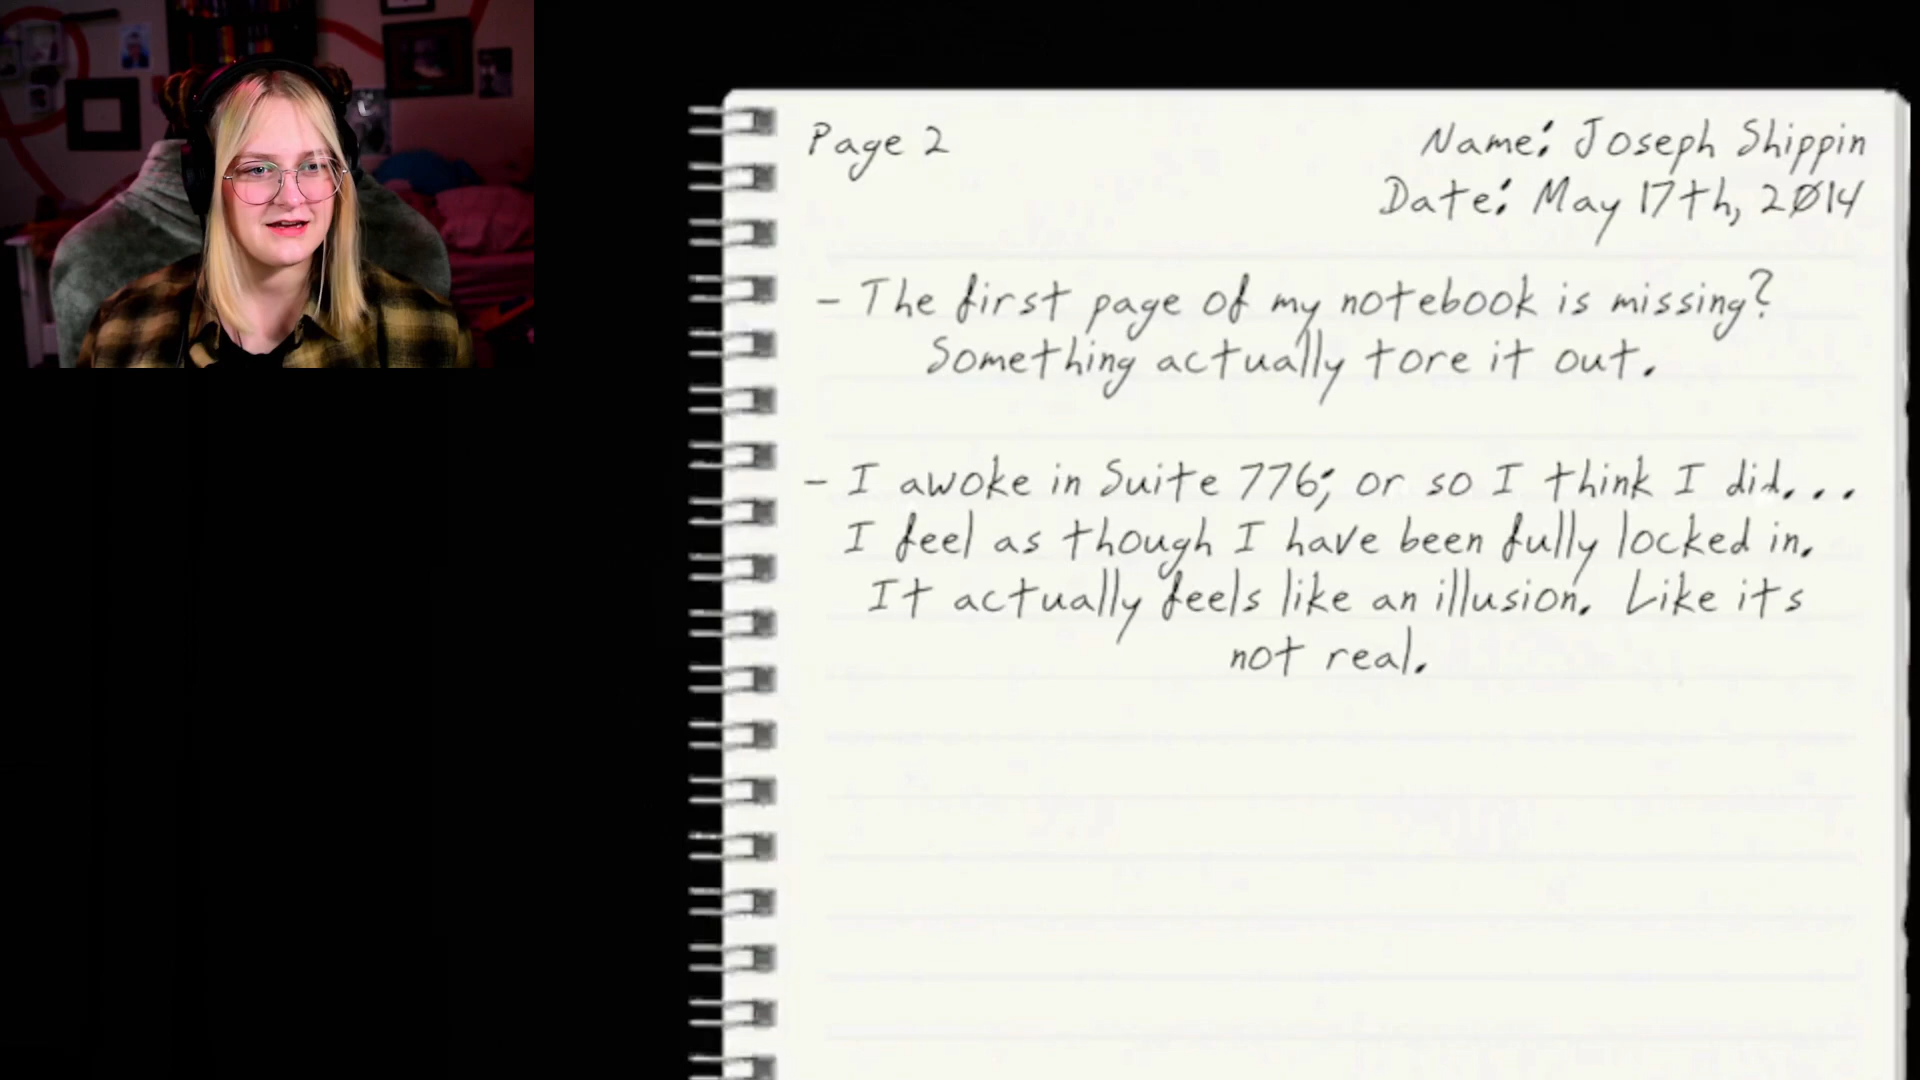 Page 2
Name: Joseph Shippin
Date: May 17th, 2014
- The first page of my notebook is missing?
Something actually tore it out.
- I awoke in Suite 776; or so I think I did...
I feel as though I have been fully locked in.
It actually feels like an illusion. Like its
not real.